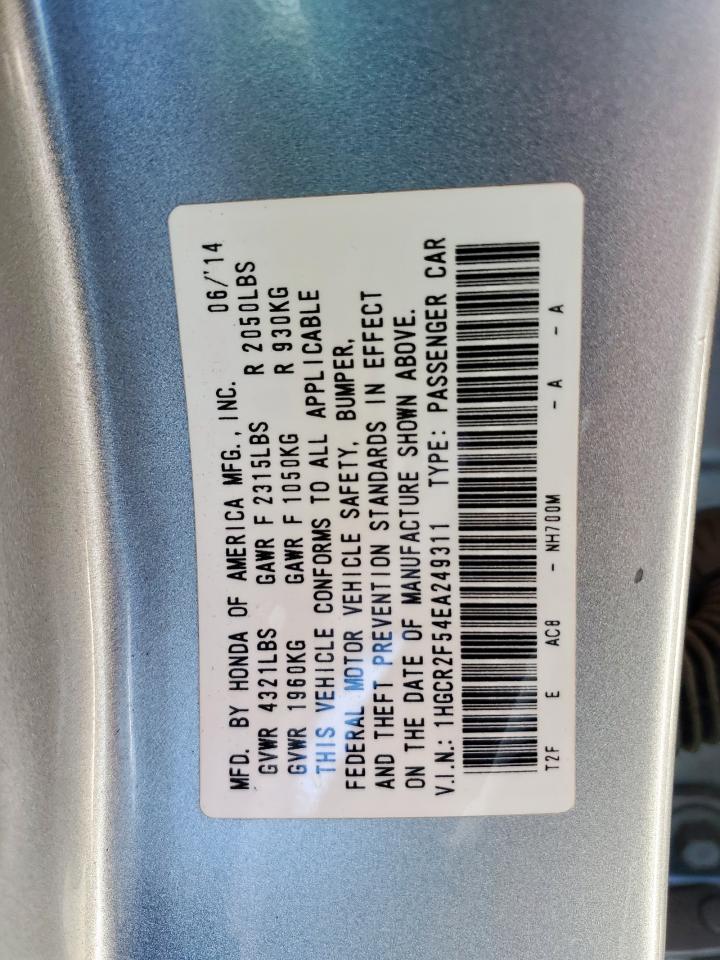 MFD. BY HONDA OF AMERICA MFG., INC. 06/'14
GVWR 4321LBS GAWR F 2315LBS R 2050LBS
GVWR 1960KG GAWR F 1050KG R 930KG
THIS VEHICLE CONFORMS TO ALL APPLICABLE
FEDERAL MOTOR VEHICLE SAFETY, BUMPER,
AND THEFT PREVENTION STANDARDS IN EFFECT
ON THE DATE OF MANUFACTURE SHOWN ABOVE.
V.I.N.: 1HGCR2F54EA249311 TYPE: PASSENGER CAR
T2F E AC8 - NH700M - A - A